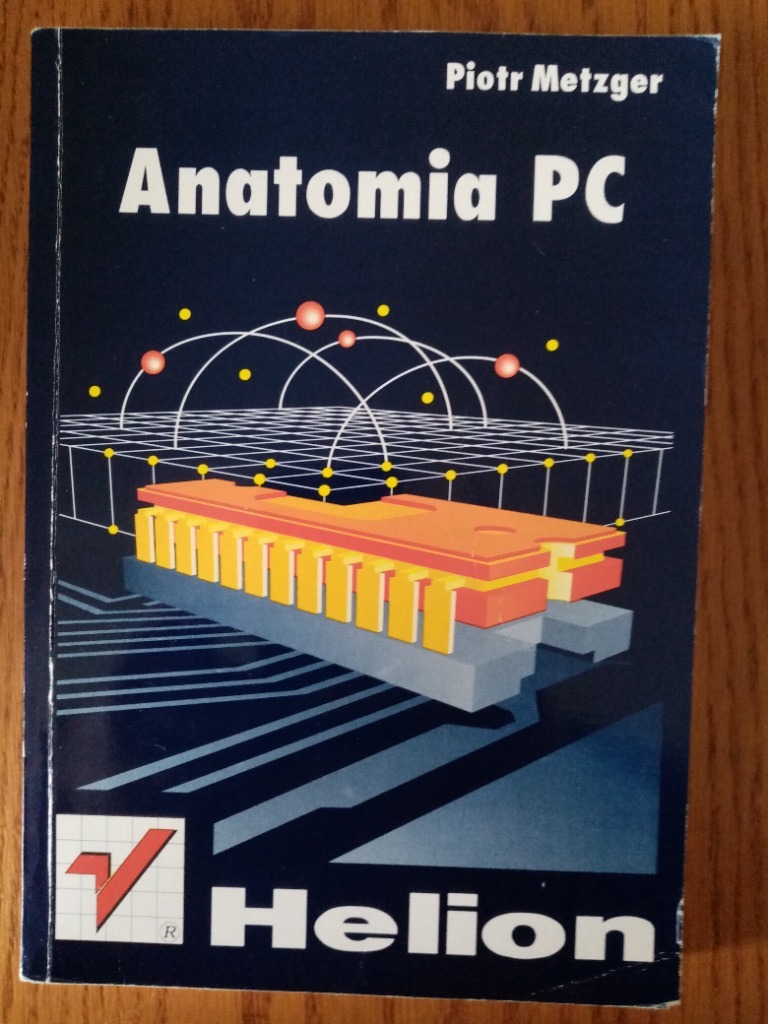 Piotr Metzger
Anatomia PC
®
Helion